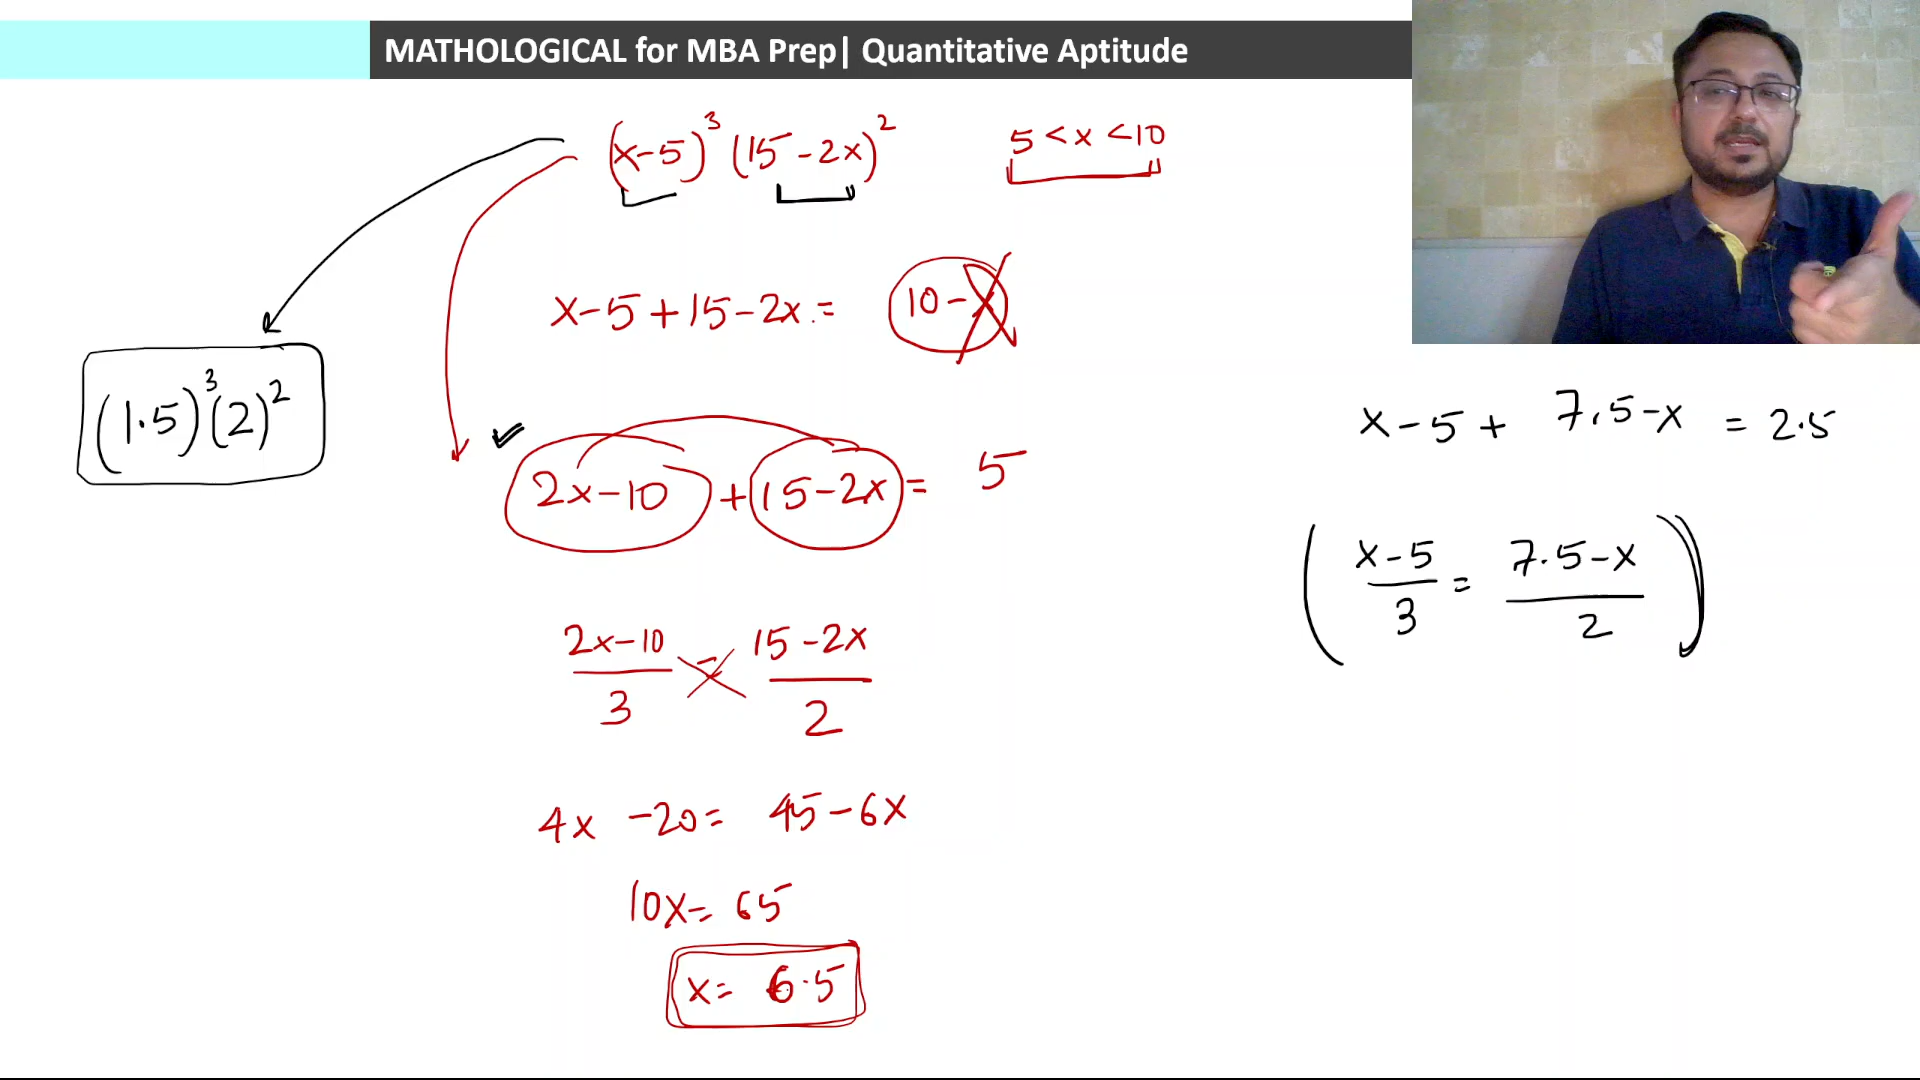 MATHOLOGICAL for MBA Prep| Quantitative Aptitude
(x-5)³ (15-2x)² 5 < x < 10
x-5+15-2x = 10-x
(1.5)³(2)²
2x-10 + 15-2x = 5
2x-10/3 = 15-2x/2
4x -20 = 45-6x
10x = 65
x = 6.5
x-5 + 7.5-x = 2.5
(x-5/3 = 7.5-x/2)